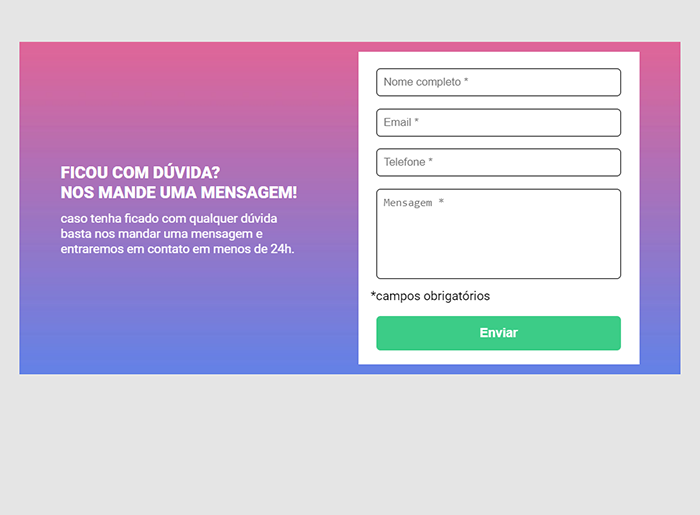 FICOU COM DÚVIDA?
NOS MANDE UMA MENSAGEM!
caso tenha ficado com qualquer dúvida
basta nos mandar uma mensagem e
entraremos em contato em menos de 24h.
Nome completo *
Email *
Telefone *
Mensagem *
*campos obrigatórios
Enviar